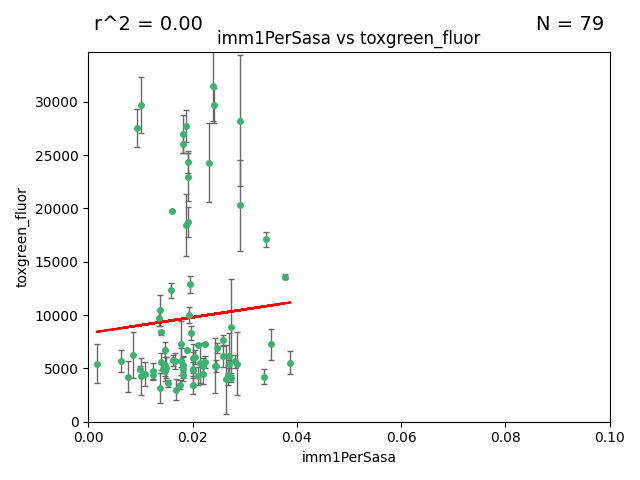 r^2 = 0.00
N = 79
imm1PerSasa vs toxgreen_fluor
toxgreen_fluor
30000
25000
20000
15000
10000
5000
0
0.00 0.02 0.04 0.06 0.08 0.10
imm1PerSasa